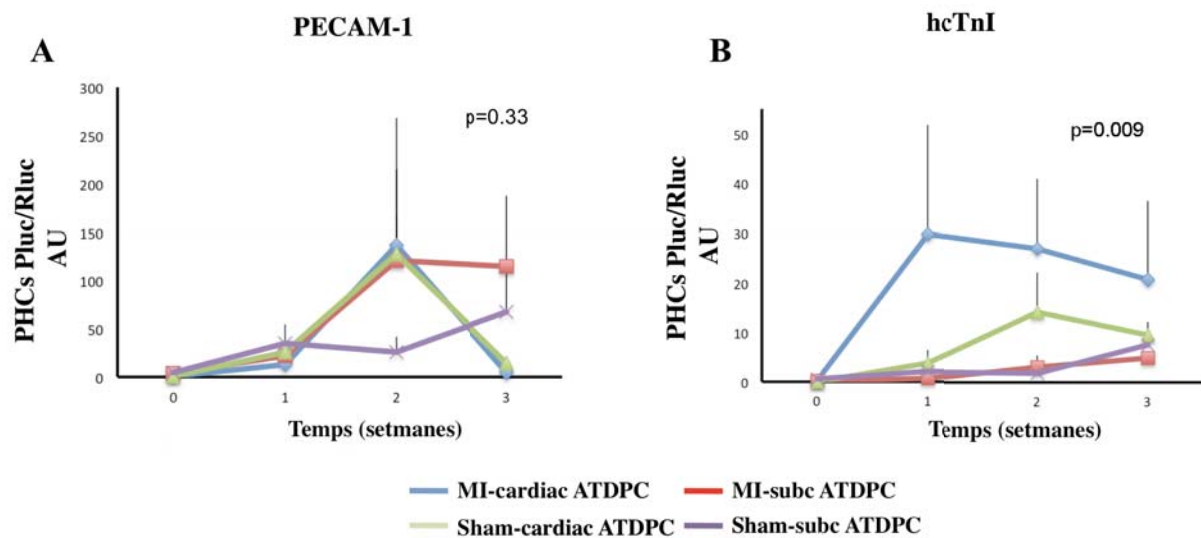 PECAM-1
A
PHCs Pluc/Rluc
AU
300
250
200
150
100
50
0
p=0.33
0 1 2 3
Temps (setmanes)
hcTnI
B
PHCs Pluc/Rluc
AU
50
40
30
20
10
0
p=0.009
0 1 2 3
Temps (setmanes)
MI-cardiac ATDPC MI-subc ATDPC
Sham-cardiac ATDPC Sham-subc ATDPC